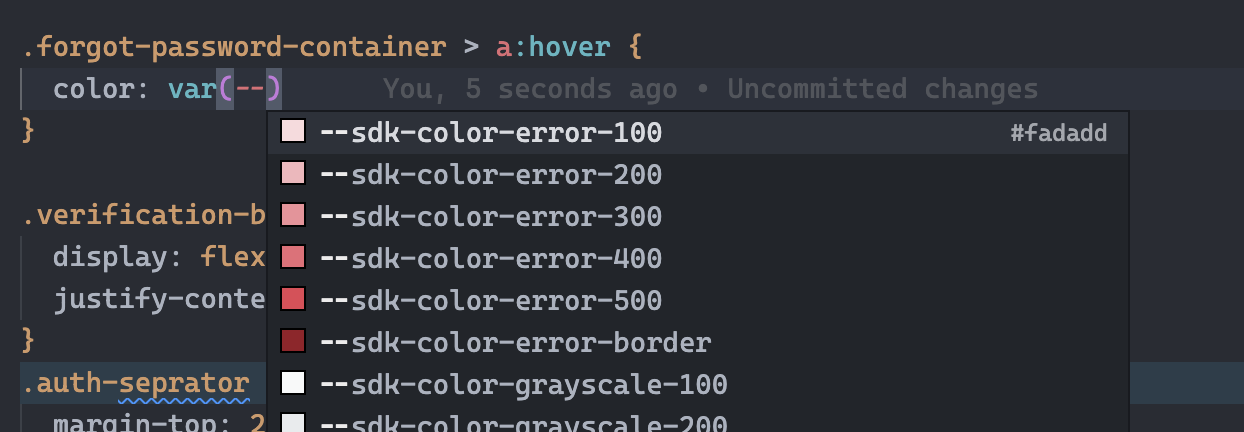 .forgot-password-container > a:hover {
color: var(--) You, 5 seconds ago • Uncommitted changes
--sdk-color-error-100 #fadadd
}
--sdk-color-error-200
.verification-b --sdk-color-error-300
display: flex --sdk-color-error-400
justify-conte --sdk-color-error-500
} --sdk-color-error-border
.auth-seprator --sdk-color-grayscale-100
margin-top: 2 --sdk-color-grayscale-200